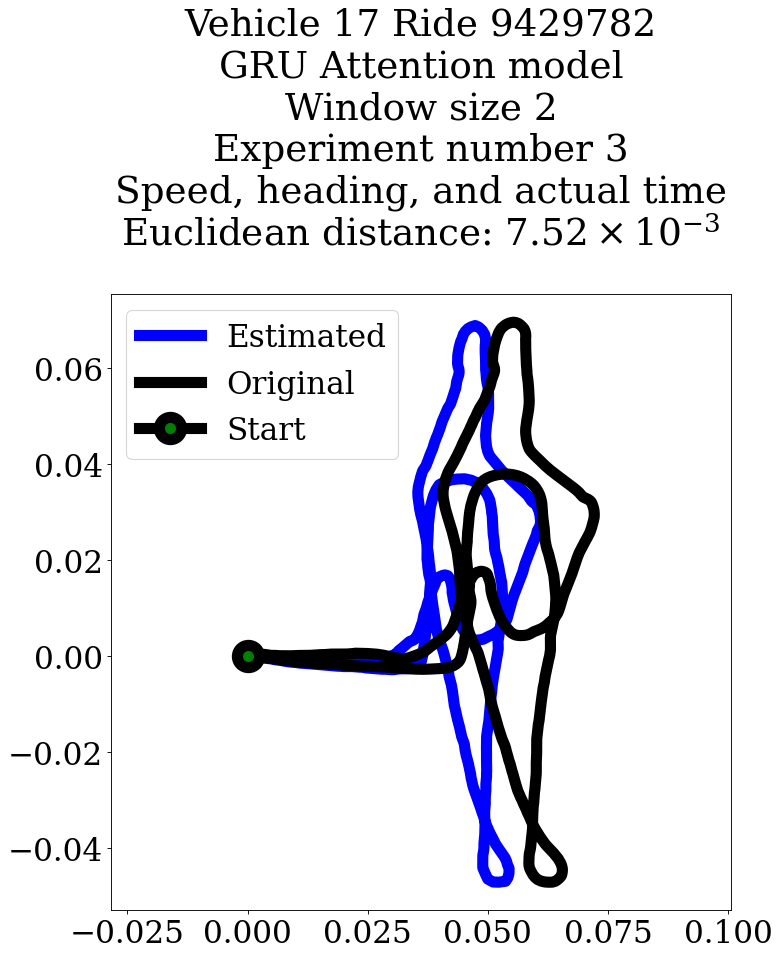 Vehicle 17 Ride 9429782
GRU Attention model
Window size 2
Experiment number 3
Speed, heading, and actual time
Euclidean distance: 7.52 × 10⁻³
Estimated
Original
Start
0.06
0.04
0.02
0.00
−0.02
−0.04
−0.025 0.000 0.025 0.050 0.075 0.100